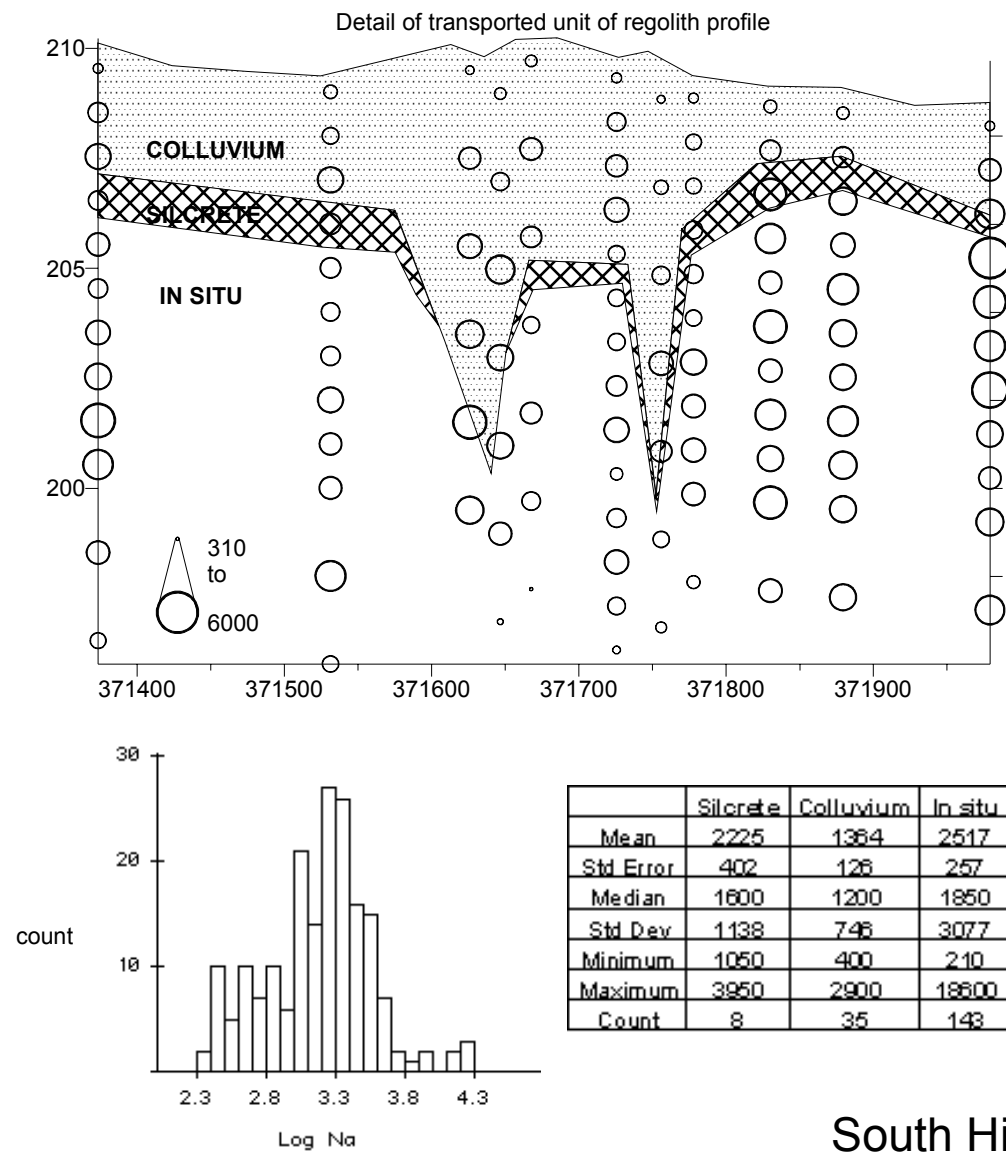 Detail of transported unit of regolith profile
210
COLLUVIUM
SILCRETE
205
IN SITU
200
310
to
6000
371400 371500 371600 371700 371800 371900
30
20
count
10
2.3 2.8 3.3 3.8 4.3
Log Na
Silcrete Colluvium In situ
Mean 2225 1364 2517
Std Error 402 126 257
Median 1600 1200 1850
Std Dev 1138 746 3077
Minimum 1050 400 210
Maximum 3950 2900 18600
Count 8 35 143
South Hi